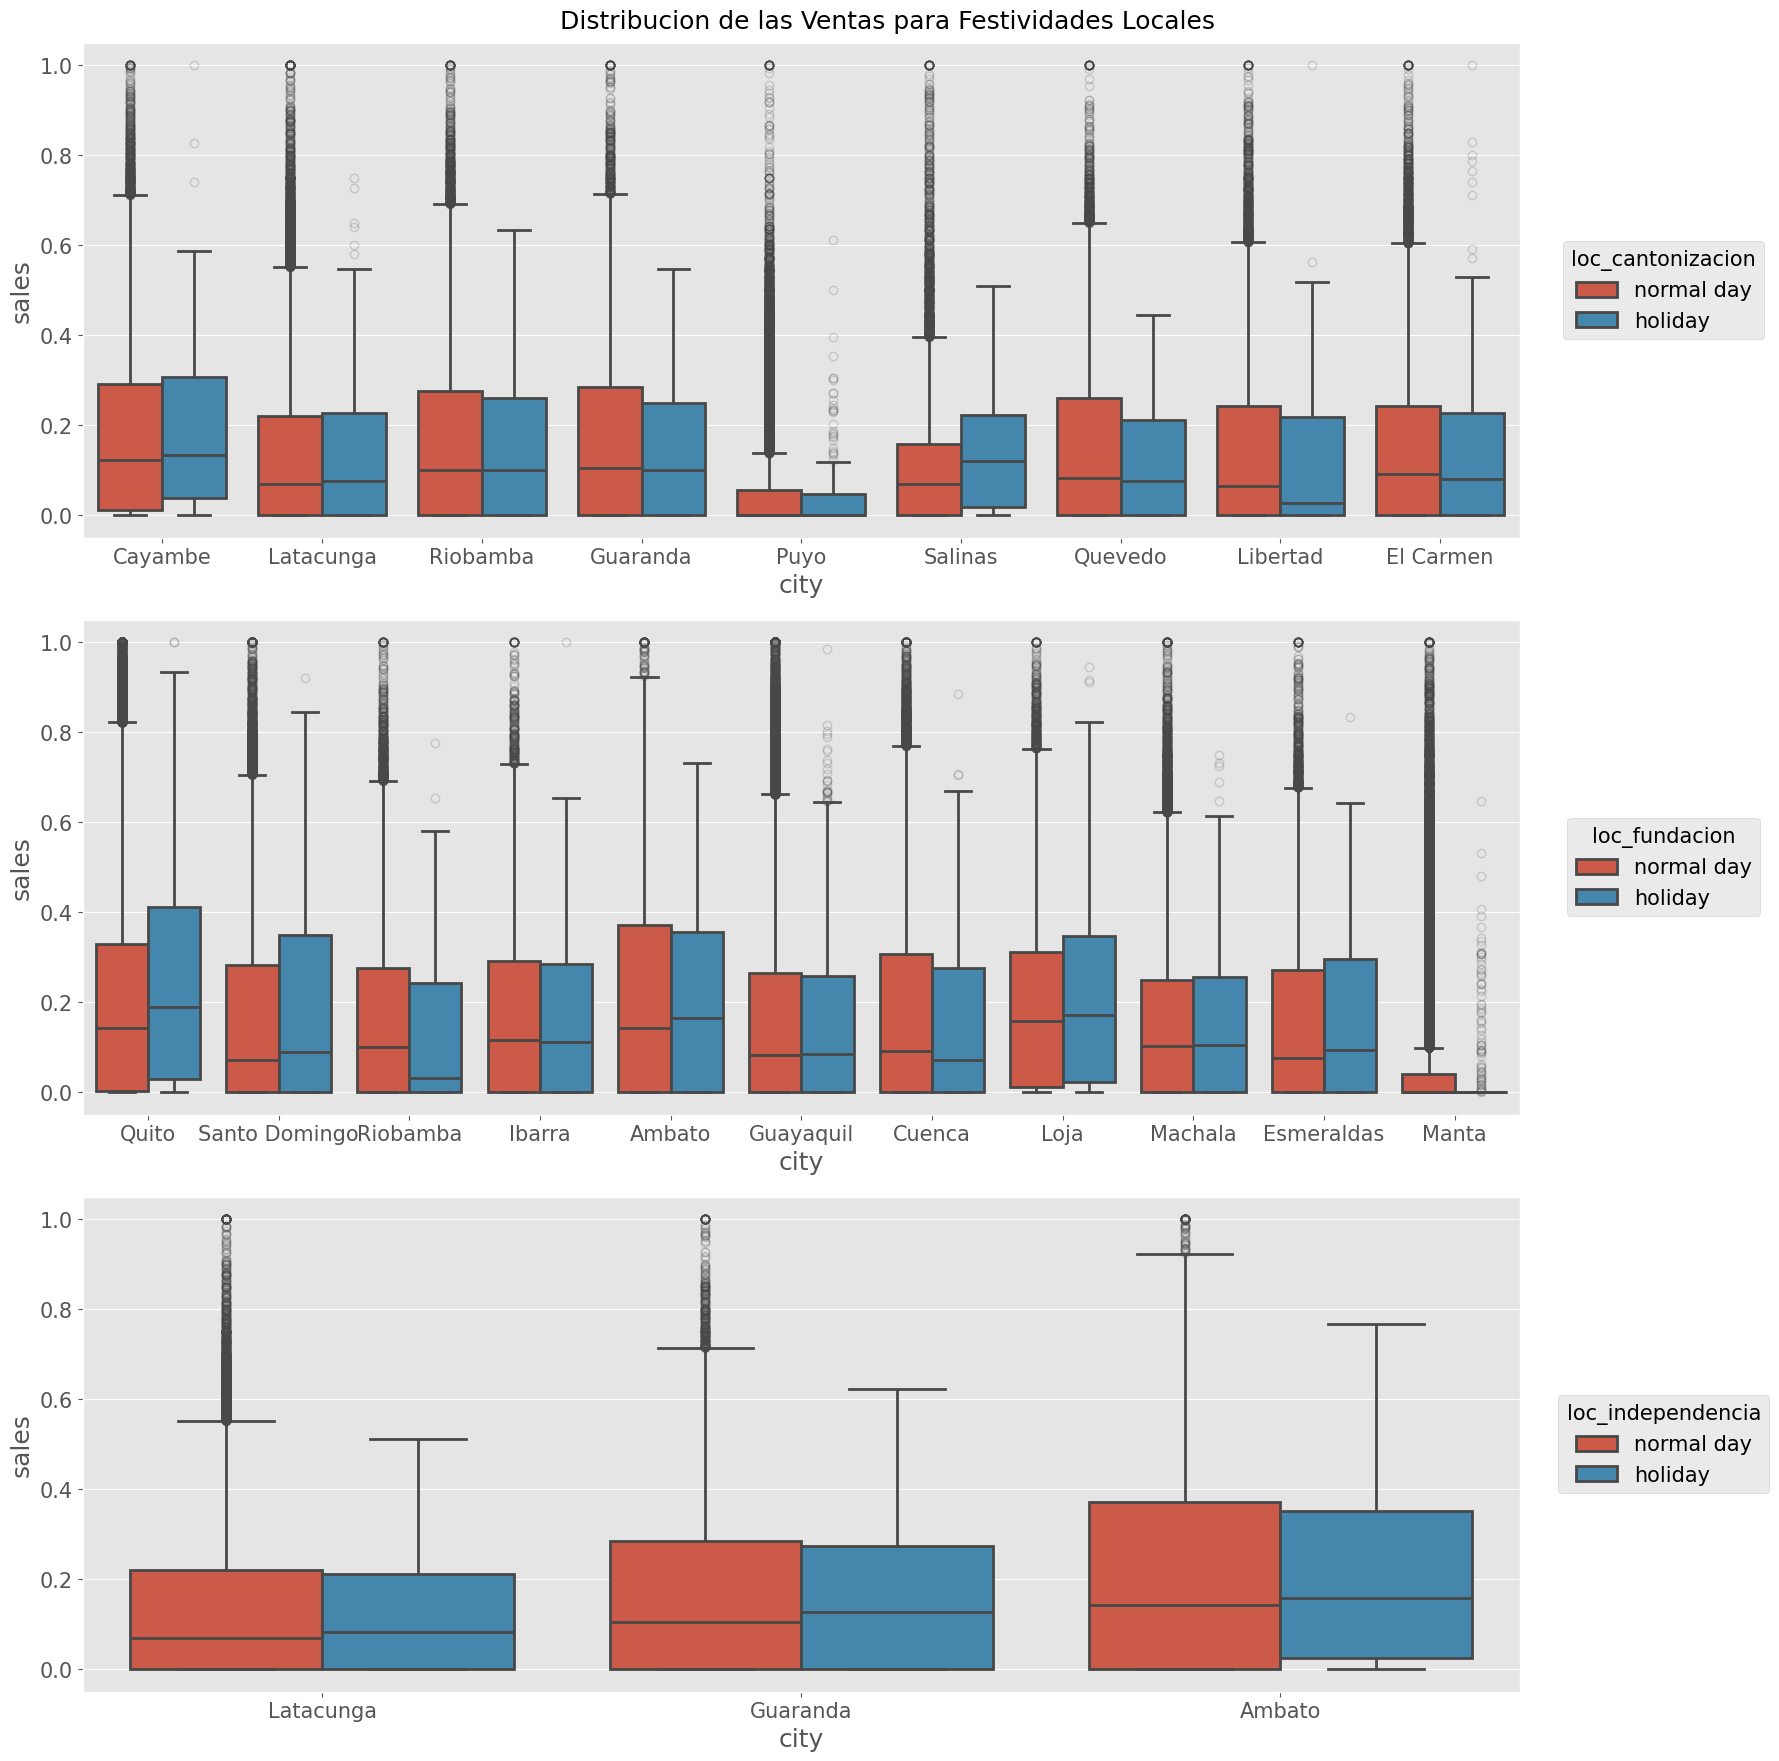 Distribucion de las Ventas para Festividades Locales
1.0
0.8
0.6
0.4
0.2
0.0
sales
Cayambe Latacunga Riobamba Guaranda Puyo Salinas Quevedo Libertad El Carmen
city
loc_cantonizacion
normal day
holiday
1.0
0.8
0.6
0.4
0.2
0.0
sales
Quito Santo Domingo Riobamba Ibarra Ambato Guayaquil Cuenca Loja Machala Esmeraldas Manta
city
loc_fundacion
normal day
holiday
1.0
0.8
0.6
0.4
0.2
0.0
sales
Latacunga Guaranda Ambato
city
loc_independencia
normal day
holiday